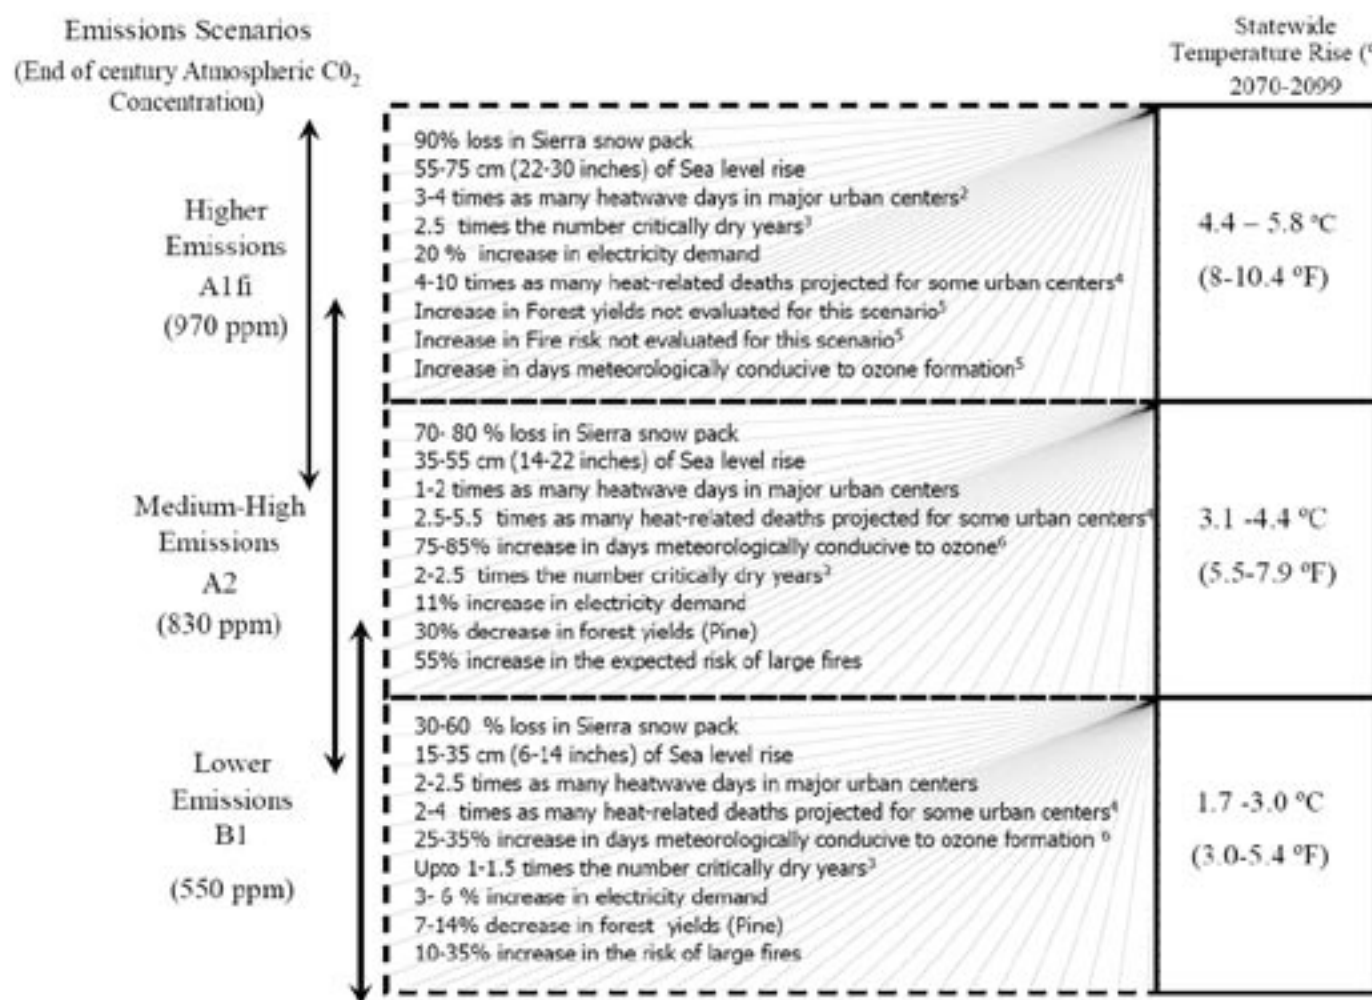 Emissions Scenarios
(End of century Atmospheric C0₂
Concentration)
Statewide
Temperature Rise (º
2070-2099
Higher
Emissions
A1fi
(970 ppm)
90% loss in Sierra snow pack
55-75 cm (22-30 inches) of Sea level rise
3-4 times as many heatwave days in major urban centers²
2.5 times the number critically dry years³
20 % increase in electricity demand
4-10 times as many heat-related deaths projected for some urban centers⁴
Increase in Forest yields not evaluated for this scenario⁵
Increase in Fire risk not evaluated for this scenario⁵
Increase in days meteorologically conducive to ozone formation⁵
4.4 – 5.8 ºC
(8-10.4 ºF)
Medium-High
Emissions
A2
(830 ppm)
70- 80 % loss in Sierra snow pack
35-55 cm (14-22 inches) of Sea level rise
1-2 times as many heatwave days in major urban centers
2.5-5.5 times as many heat-related deaths projected for some urban centers⁴
75-85% increase in days meteorologically conducive to ozone⁶
2-2.5 times the number critically dry years³
11% increase in electricity demand
30% decrease in forest yields (Pine)
55% increase in the expected risk of large fires
3.1 -4.4 ºC
(5.5-7.9 ºF)
Lower
Emissions
B1
(550 ppm)
30-60 % loss in Sierra snow pack
15-35 cm (6-14 inches) of Sea level rise
2-2.5 times as many heatwave days in major urban centers
2-4 times as many heat-related deaths projected for some urban centers⁴
25-35% increase in days meteorologically conducive to ozone formation ⁶
Upto 1-1.5 times the number critically dry years³
3- 6 % increase in electricity demand
7-14% decrease in forest yields (Pine)
10-35% increase in the risk of large fires
1.7 -3.0 ºC
(3.0-5.4 ºF)